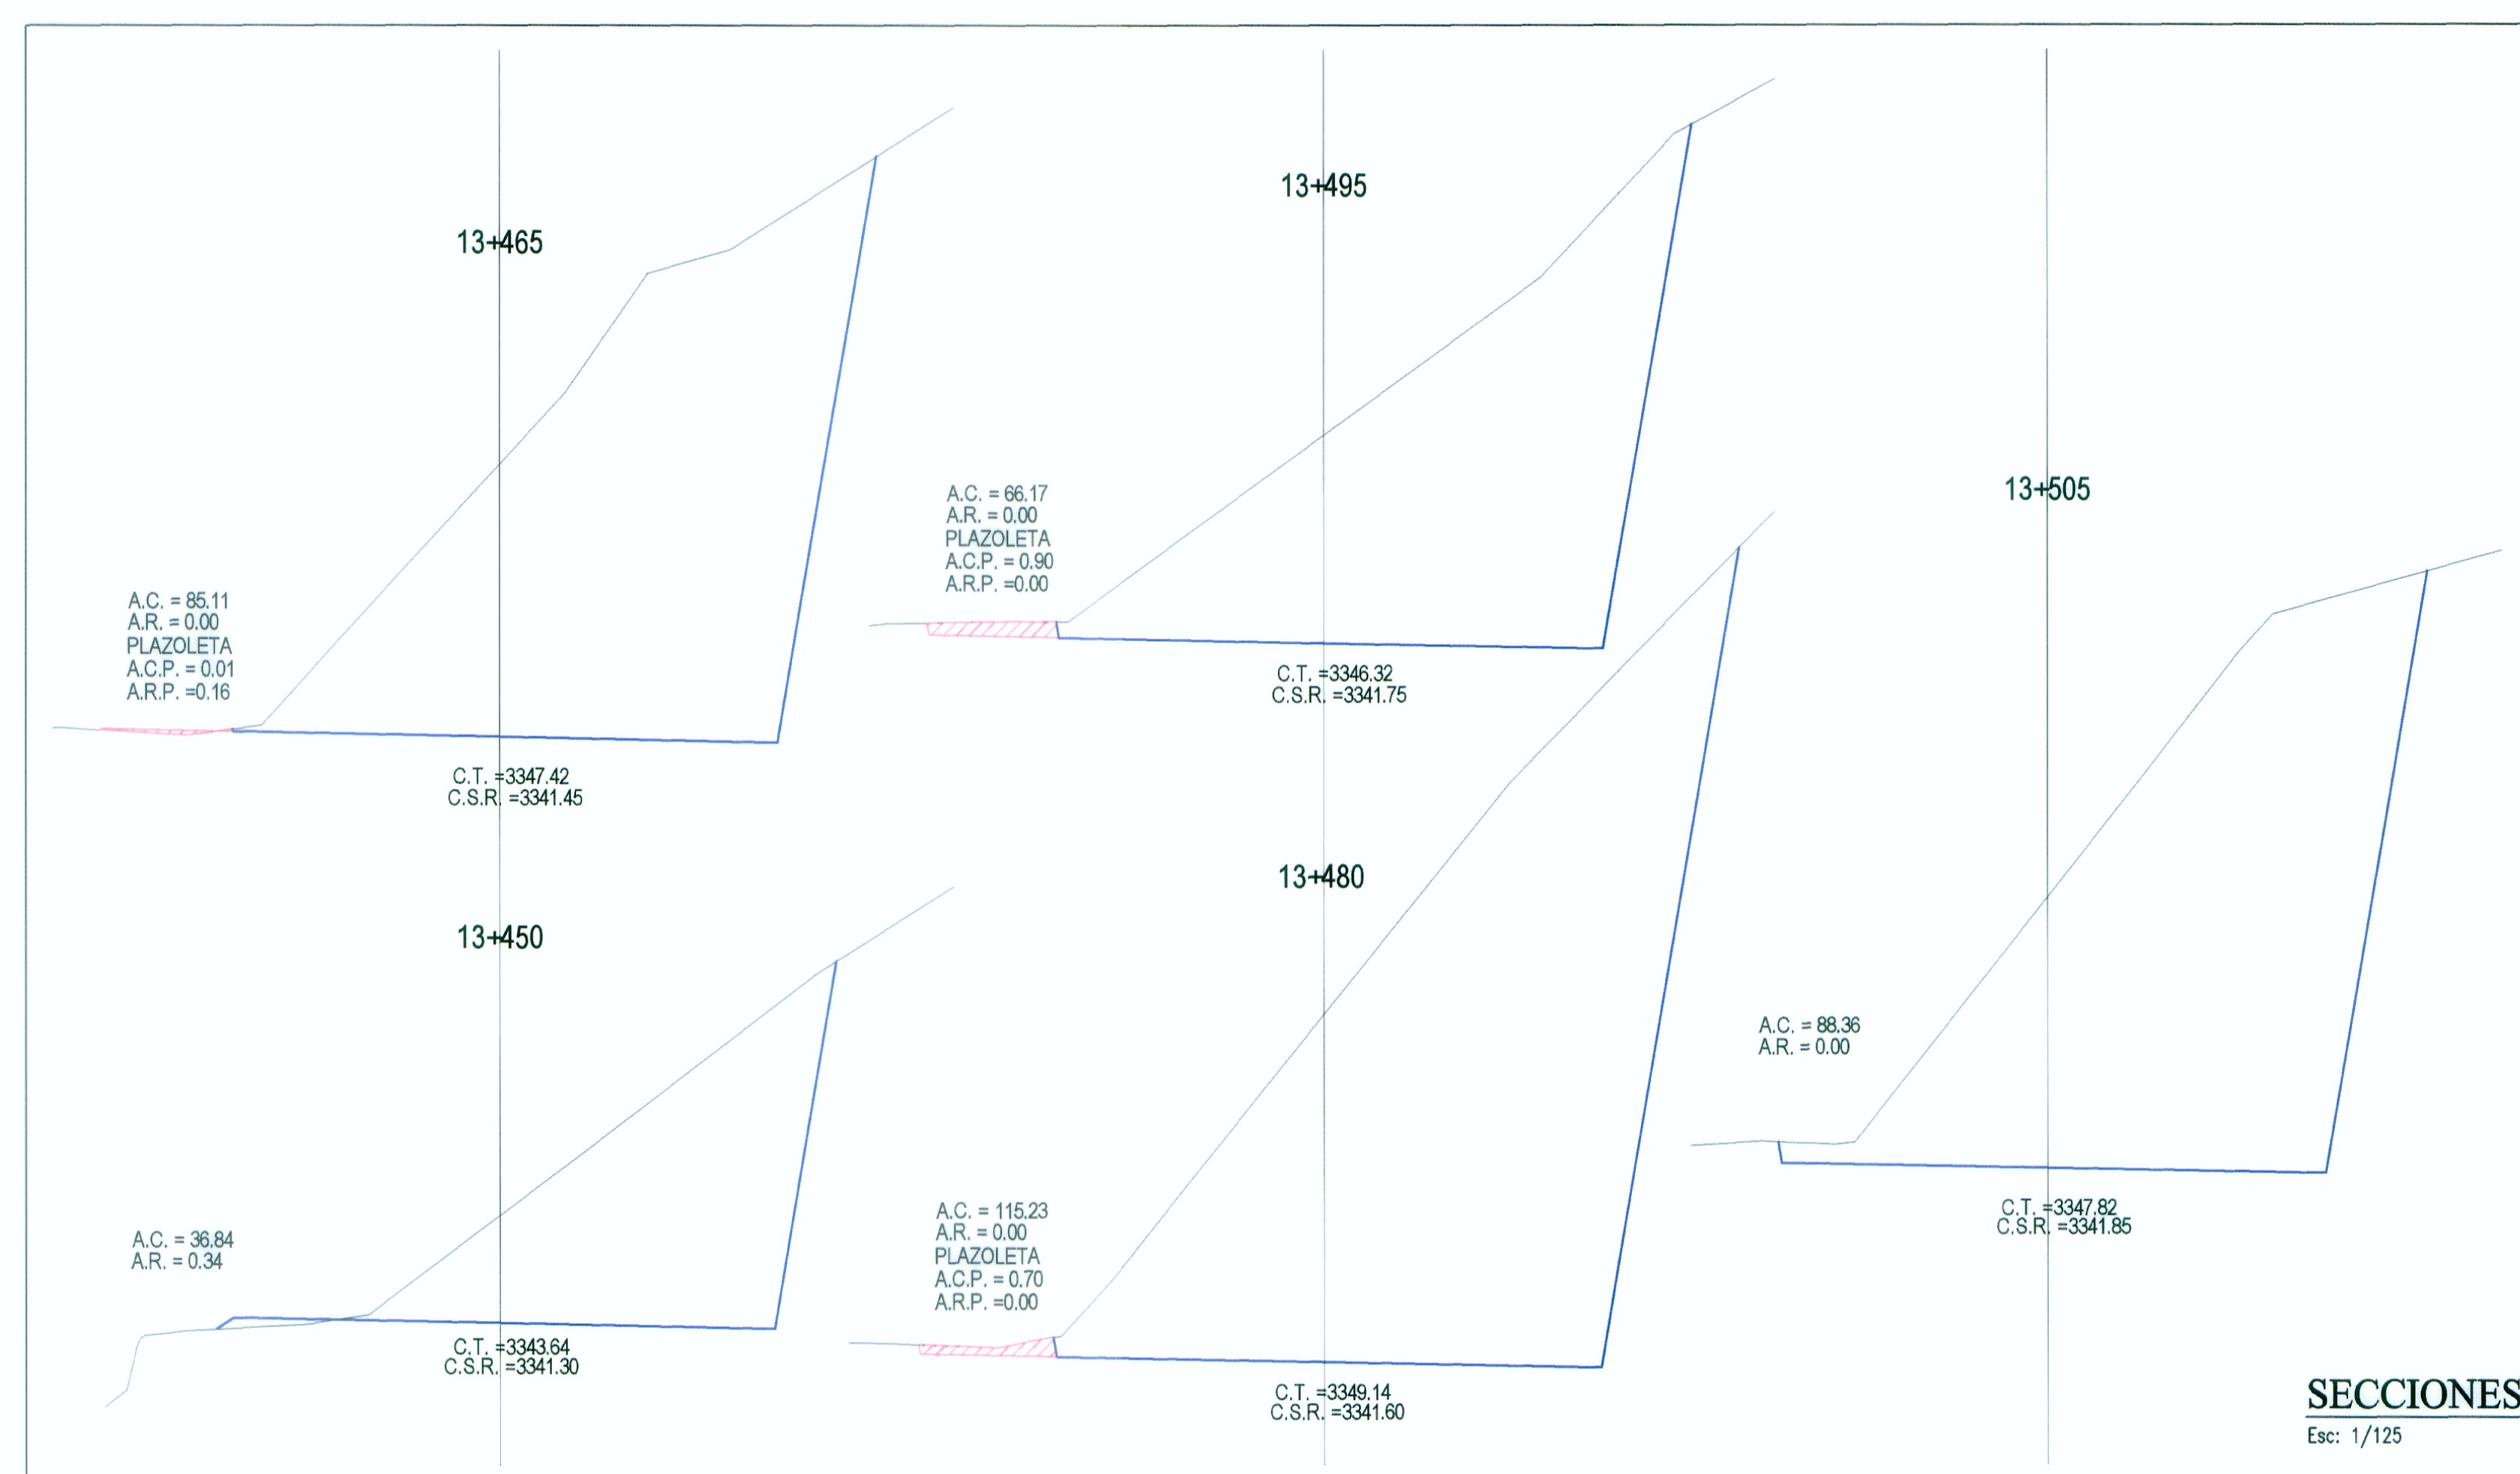 13+465
A.C. = 85.11
A.R. = 0.00
PLAZOLETA
A.C.P. = 0.01
A.R.P. =0.16
C.T. =3347.42
C.S.R. =3341.45
13+450
A.C. = 36.84
A.R. = 0.34
C.T. =3343.64
C.S.R. =3341.30
13+495
A.C. = 66.17
A.R. = 0.00
PLAZOLETA
A.C.P. = 0.90
A.R.P. =0.00
C.T. =3346.32
C.S.R. =3341.75
13+480
A.C. = 115.23
A.R. = 0.00
PLAZOLETA
A.C.P. = 0.70
A.R.P. =0.00
C.T. =3349.14
C.S.R. =3341.60
13+505
A.C. = 88.36
A.R. = 0.00
C.T. =3347.82
C.S.R. =3341.85
SECCIONES
Esc: 1/125